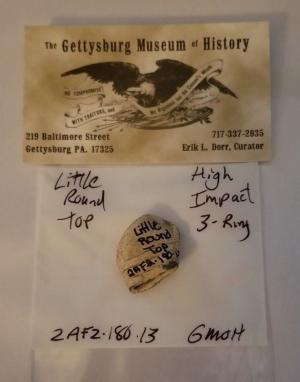 The Gettysburg Museum of History
NO COMPROMISE
WITH TRAITORS, and
219 Baltimore Street
Gettysburg PA. 17325
717-337-2035
Erik L. Dorr, Curator
Little
Round
Top
High
Impact
3-Ring
Little
Round
Top
2AF2.180.13
2AF2.180.13
GMOH